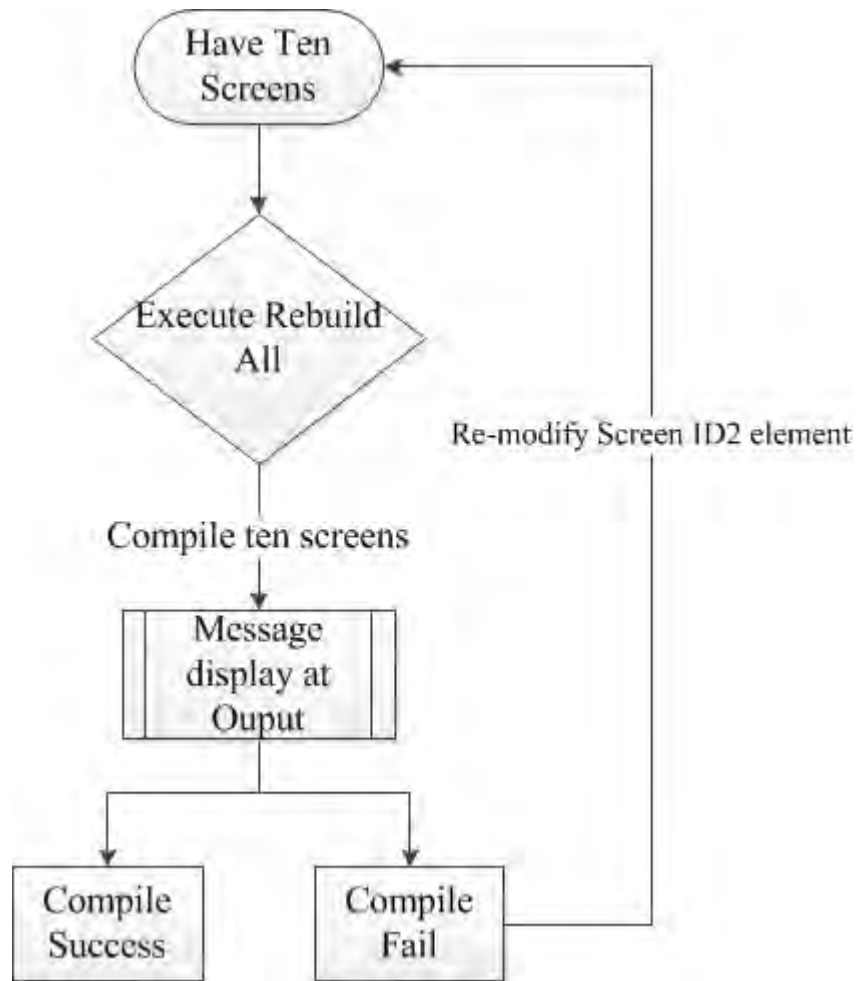 Have Ten
Screens
Execute Rebuild
All
Re-modify Screen ID2 element
Compile ten screens
Message
display at
Ouput
Compile
Success
Compile
Fail